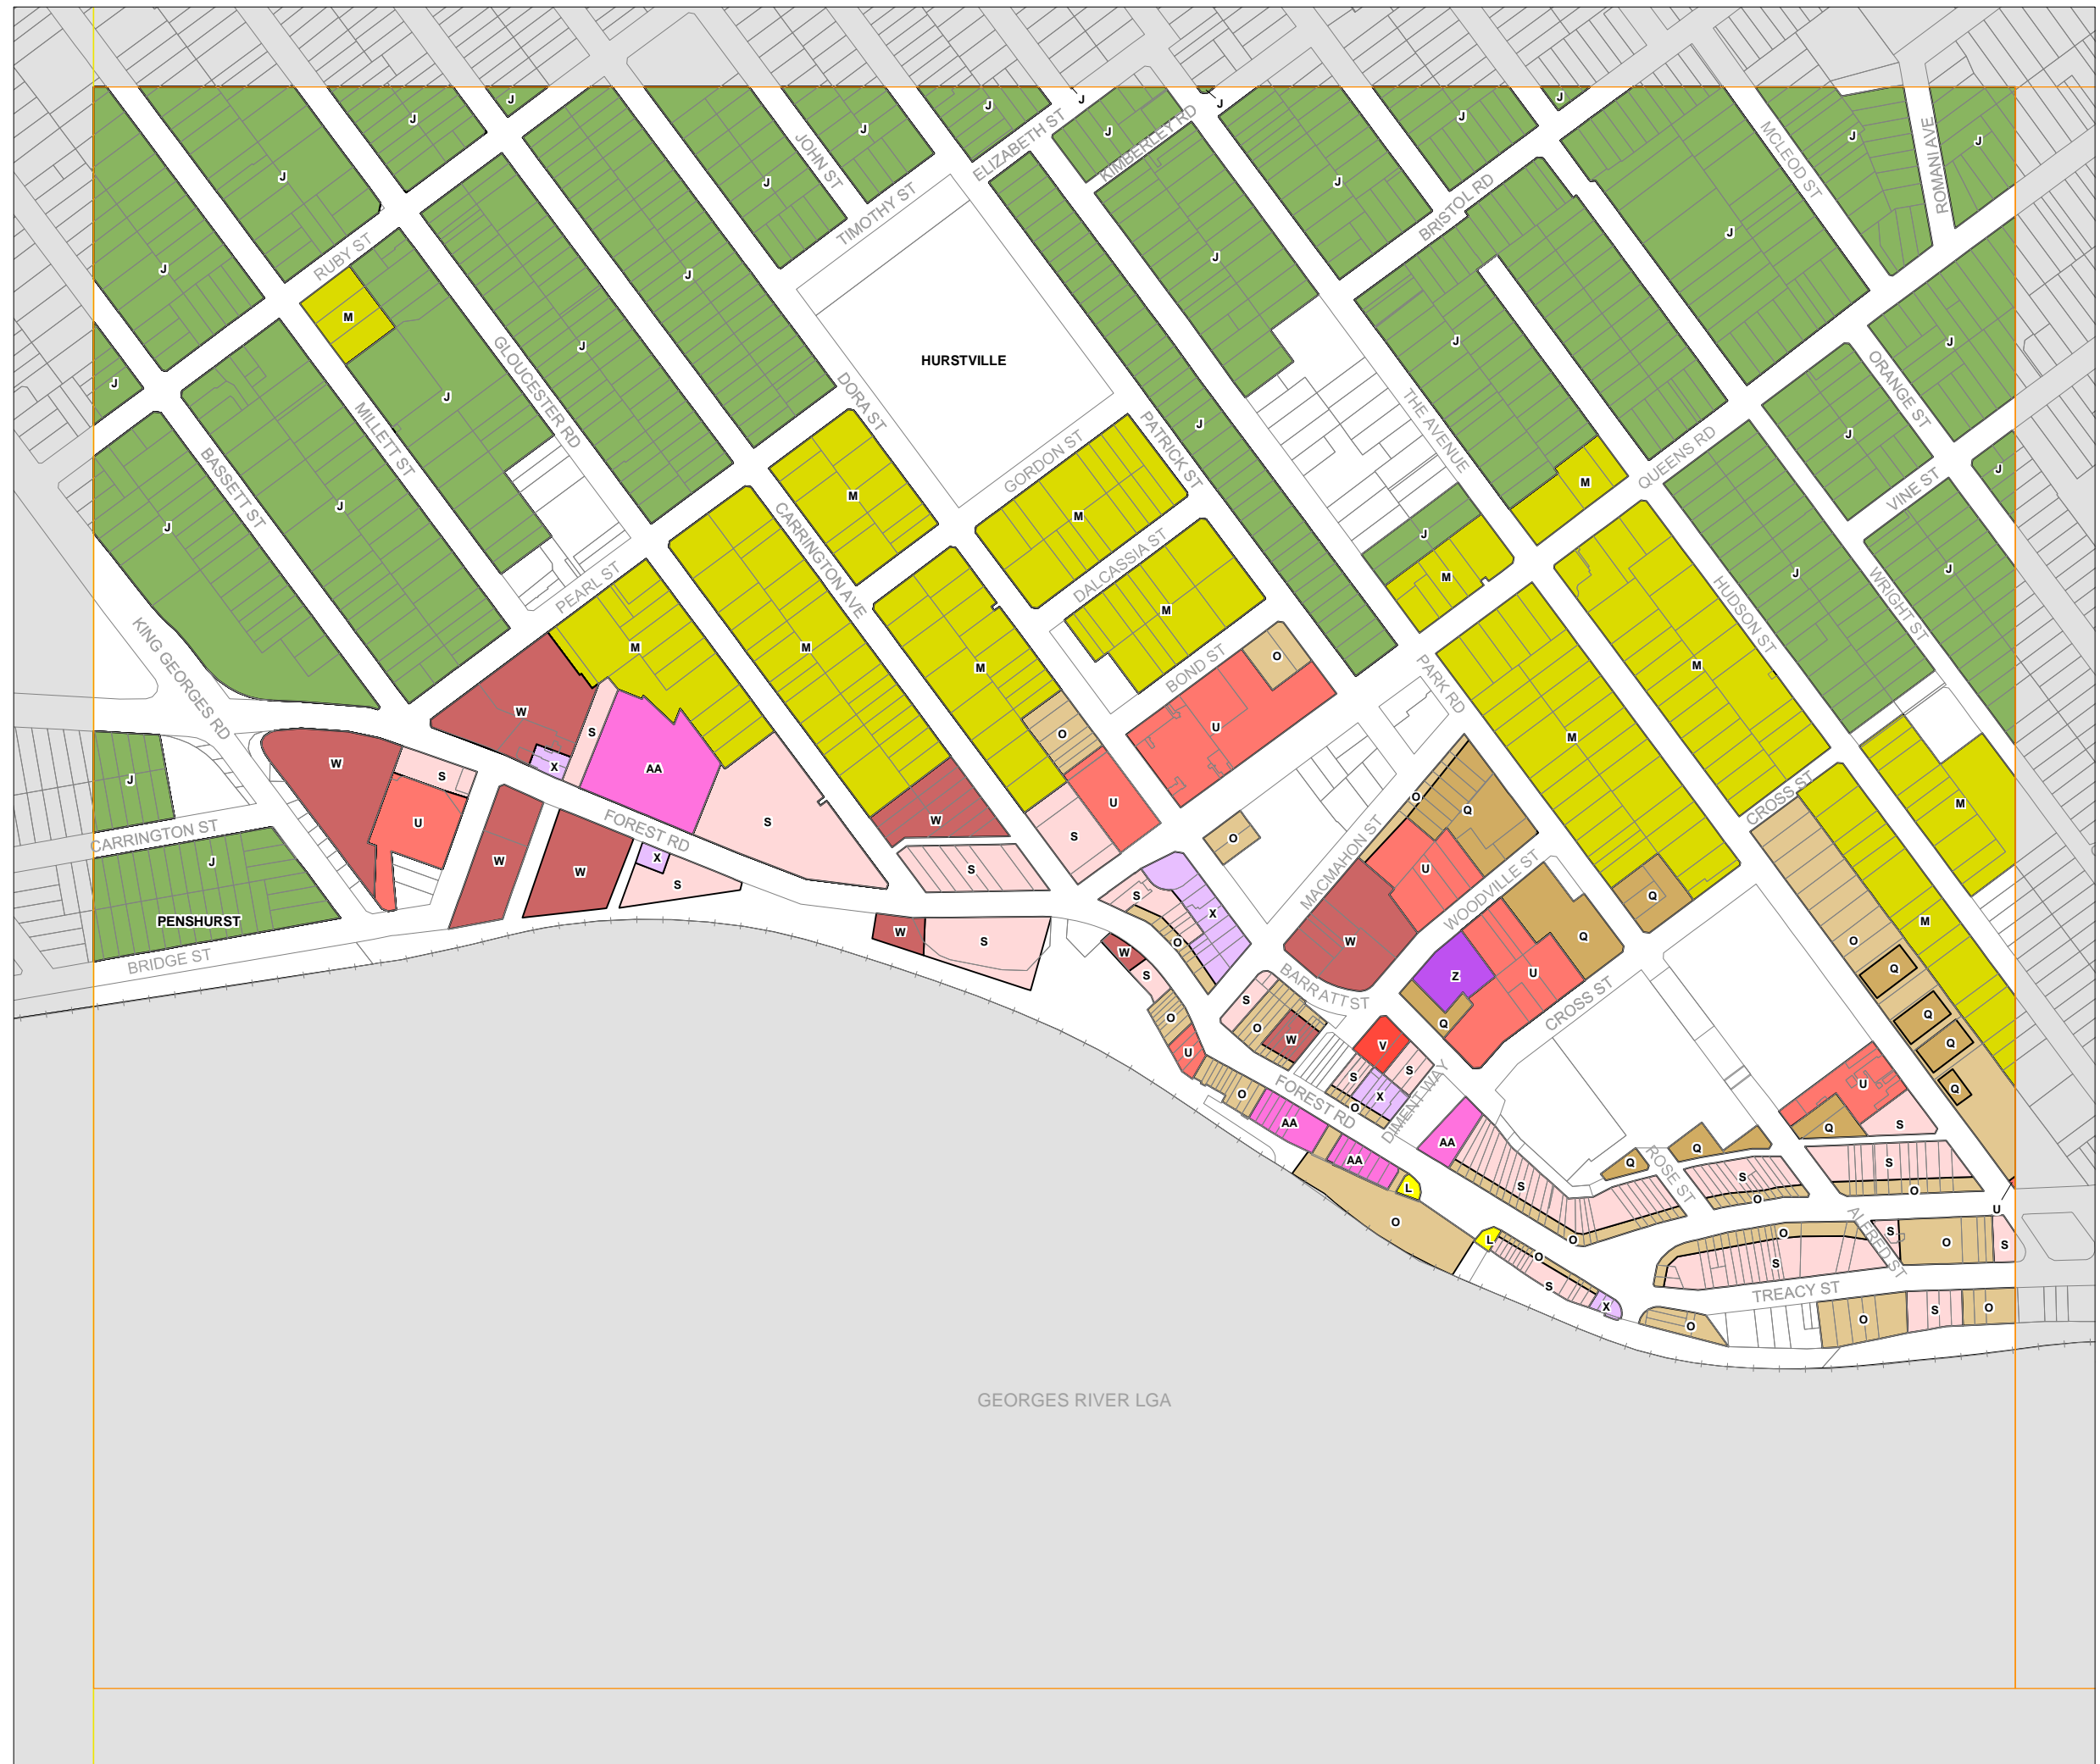 J
J
J
J
J
J
J
J
J
J
J
JOHN ST
ELIZABETH ST
KIMBERLEY RD
MCLEOD ST
ROMANI AVE
J
J
J
J
J
TIMOTHY ST
BRISTOL RD
RUBY ST
J
J
J
J
M
HURSTVILLE
GLOUCESTER RD
J
J
J
J
J
ORANGE ST
DORA ST
J
MILLETT ST
THE AVENUE
PATRICK ST
J
J
BASSETT ST
GORDON ST
QUEENS RD
J
M
M
VINE ST
J
J
CARRINGTON AVE
M
J
DALCASSIA ST
PEARL ST
M
J
J
HUDSON ST
WRIGHT ST
M
KING GEORGES RD
M
M
M
BOND ST
O
PARK RD
M
W
S
U
O
M
W
X
AA
S
J
U
O
Q
M
CROSS ST
CARRINGTON ST
U
FOREST RD
S
W
U
S
O
MACMAHON ST
J
W
W
X
S
S
U
WOODVILLE ST
PENSHURST
S
X
Q
M
BRIDGE ST
W
S
W
O
W
Q
O
S
BARRATT ST
Z
U
Q
S
O
O
W
Q
CROSS ST
Q
U
V
S
S
Q
FOREST RD
X
O
DIMENT WAY
U
Q
O
AA
AA
Q
S
AA
Q
Q
ROSE ST
S
L
S
S
O
O
O
O
U
ALFRED ST
L
O
O
O
S
O
S
S
S
TREACY ST
X
O
O
S
O
GEORGES RIVER LGA